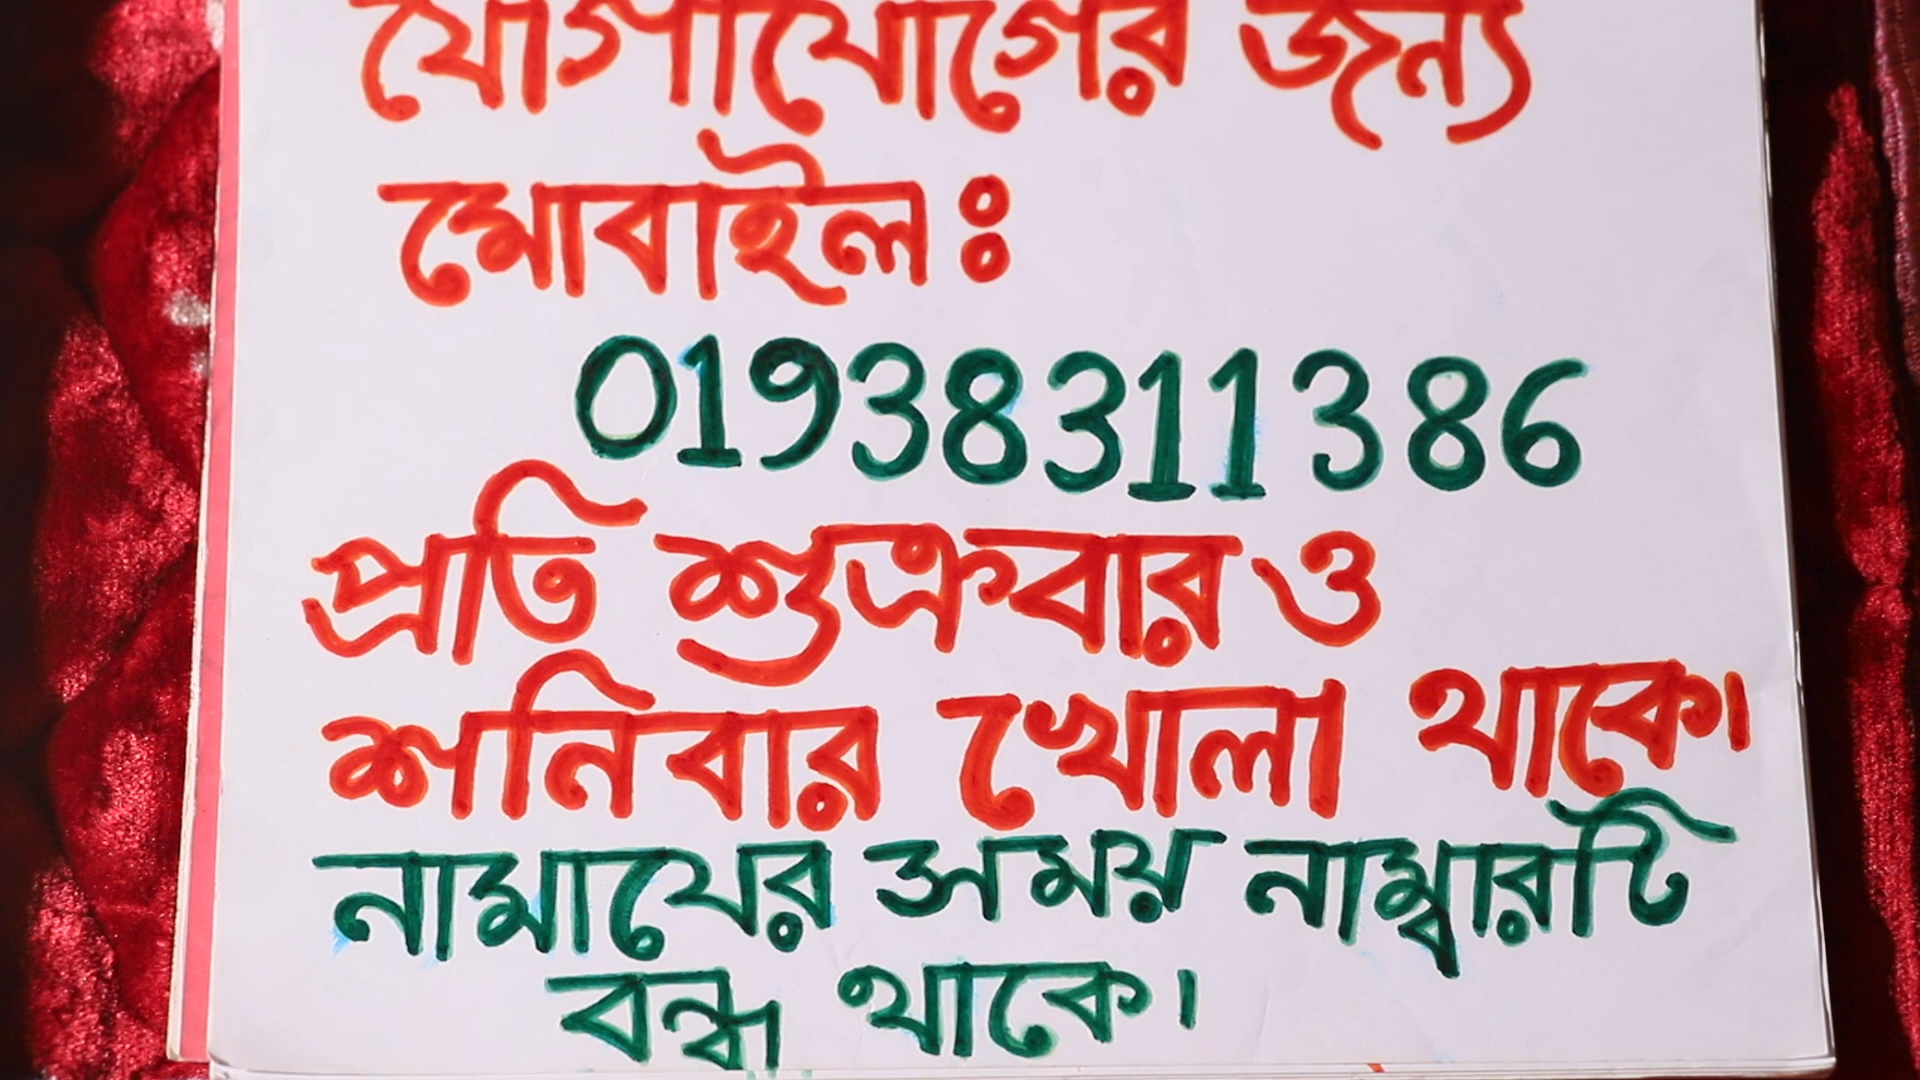 যোগাযোগের জন্য
মোবাইল ঃ
01938311386
প্রতি শুক্রবার ও
শনিবার খোলা থাকে।
নামাযের সময় নাম্বারটি
বন্ধ থাকে।